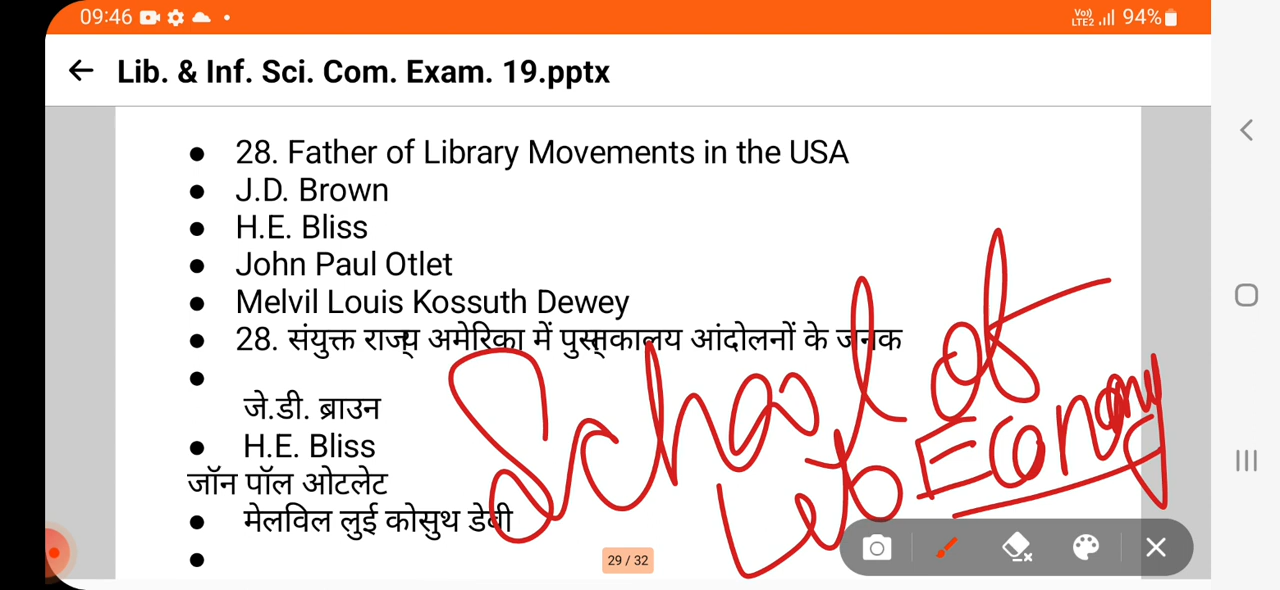 09:46
Vo)) LTE2 94%
Lib. & Inf. Sci. Com. Exam. 19.pptx
28. Father of Library Movements in the USA
J.D. Brown
H.E. Bliss
John Paul Otlet
Melvil Louis Kossuth Dewey
28. संयुक्त राज्य अमेरिका में पुस्तकालय आंदोलनों के जनक
जे.डी. ब्राउन
H.E. Bliss
जॉन पॉल ओटलेट
मेलविल लुई कोसुथ डेवी
School of
Lib Economy
29 / 32